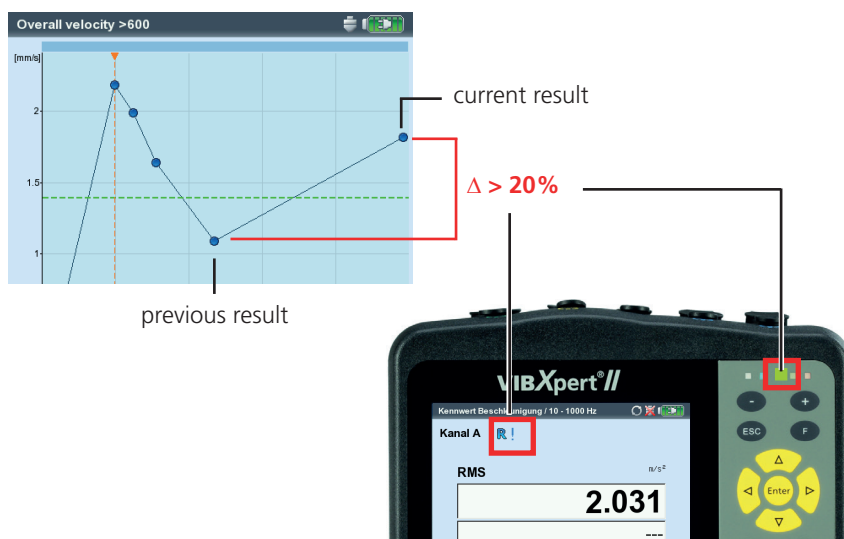 Overall velocity >600
[mm/s]
2
1.5
1
current result
Δ > 20%
previous result
VIBXpert®II
Kennwert Beschleunigung / 10 - 1000 Hz
Kanal A R!
RMS m/s²
2.031
---
- +
ESC F
Enter